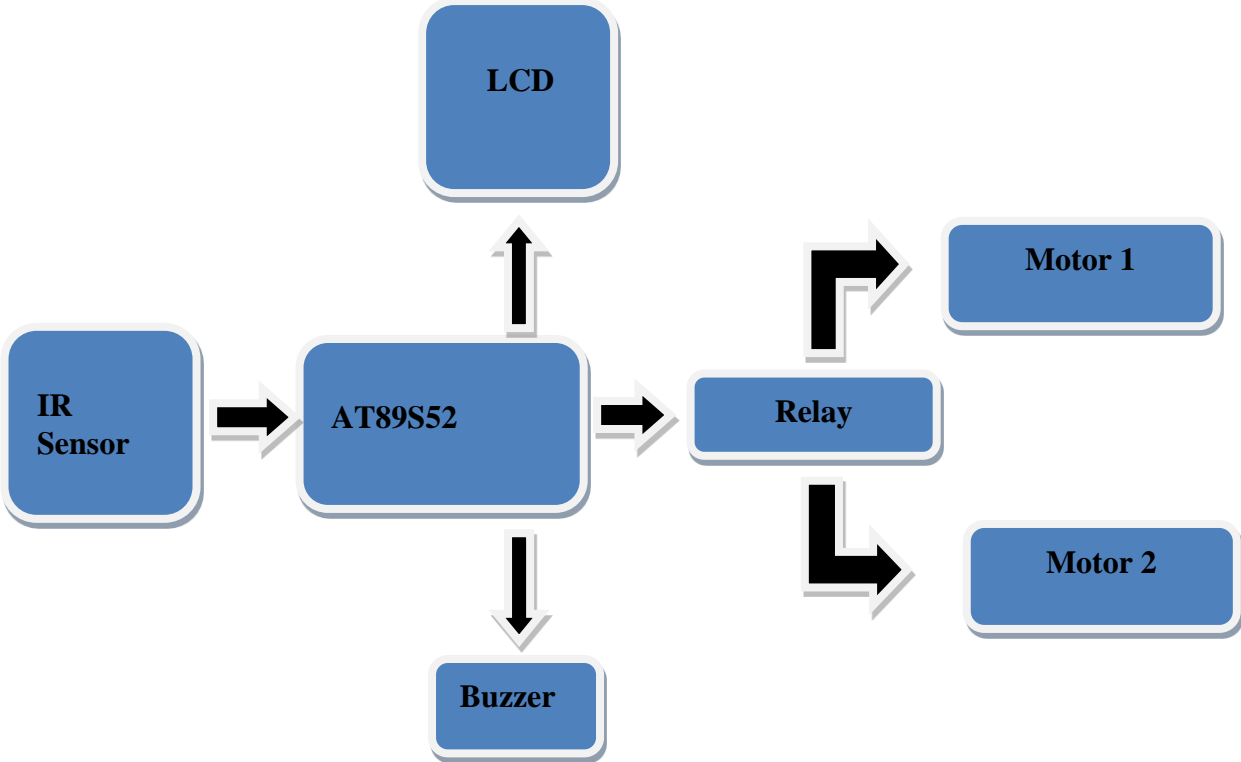 LCD
Motor 1
IR
Sensor
AT89S52
Relay
Motor 2
Buzzer